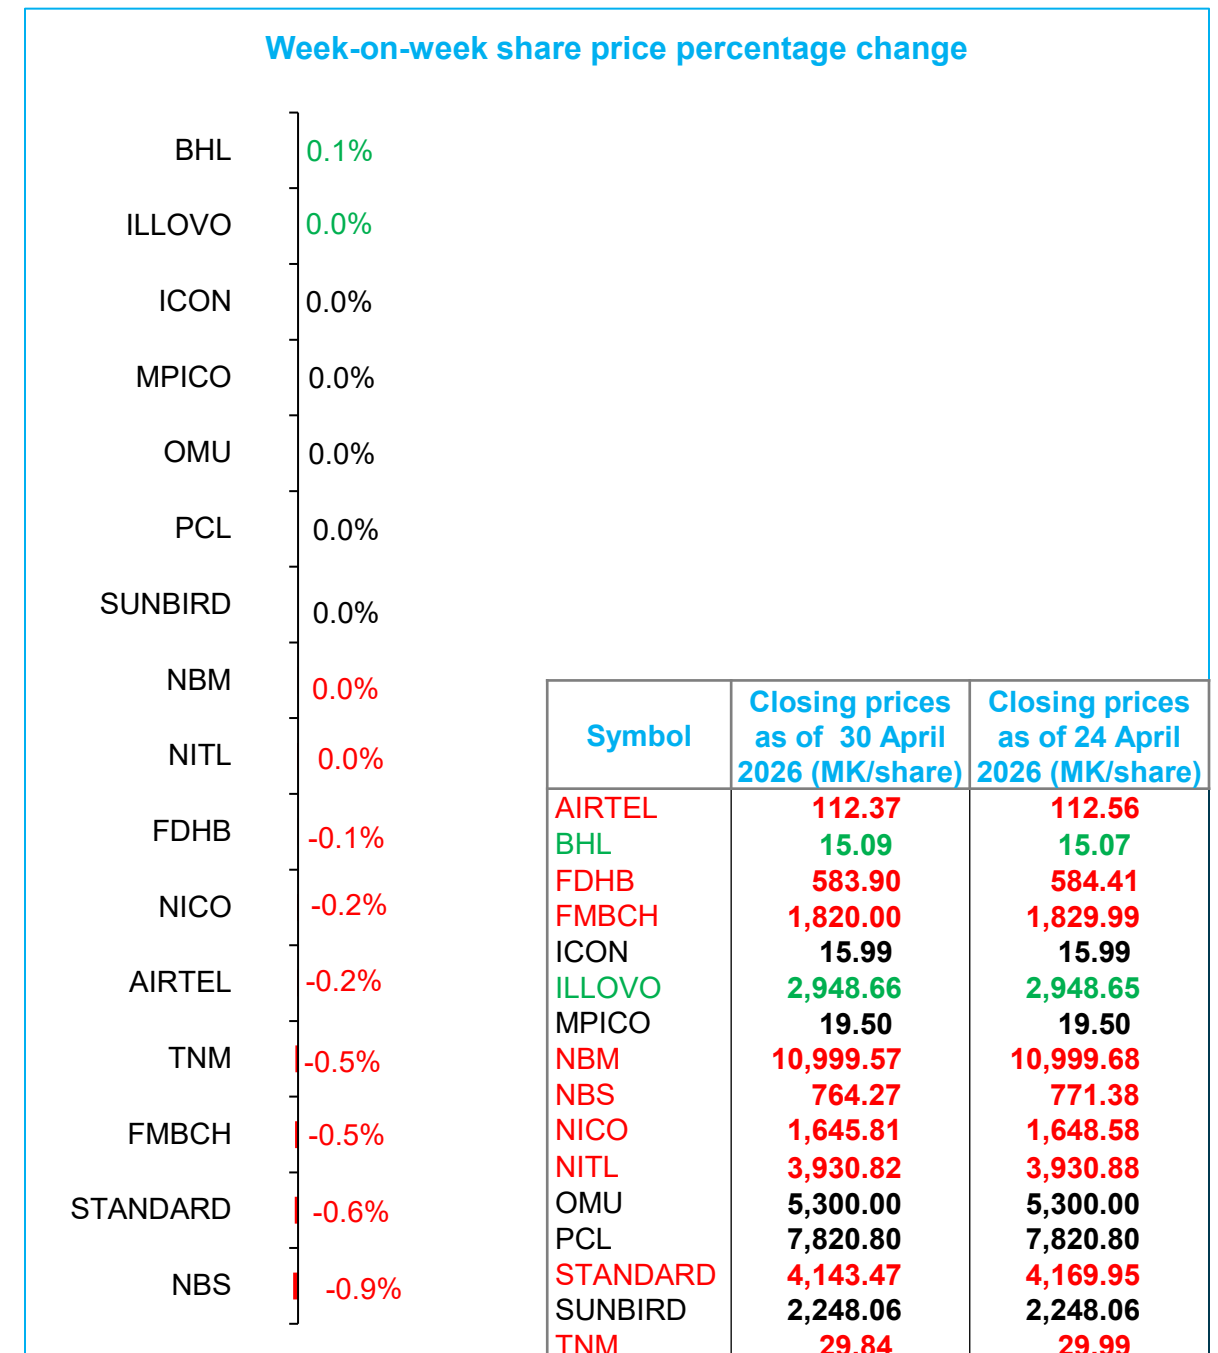 Week-on-week share price percentage change
BHL 0.1%
ILLOVO 0.0%
ICON 0.0%
MPICO 0.0%
OMU 0.0%
PCL 0.0%
SUNBIRD 0.0%
NBM 0.0%
NITL 0.0%
FDHB -0.1%
NICO -0.2%
AIRTEL -0.2%
TNM -0.5%
FMBCH -0.5%
STANDARD -0.6%
NBS -0.9%
Symbol
Closing prices
as of 30 April
2026 (MK/share)
Closing prices
as of 24 April
2026 (MK/share)
AIRTEL 112.37 112.56
BHL 15.09 15.07
FDHB 583.90 584.41
FMBCH 1,820.00 1,829.99
ICON 15.99 15.99
ILLOVO 2,948.66 2,948.65
MPICO 19.50 19.50
NBM 10,999.57 10,999.68
NBS 764.27 771.38
NICO 1,645.81 1,648.58
NITL 3,930.82 3,930.88
OMU 5,300.00 5,300.00
PCL 7,820.80 7,820.80
STANDARD 4,143.47 4,169.95
SUNBIRD 2,248.06 2,248.06
TNM 29.84 29.99